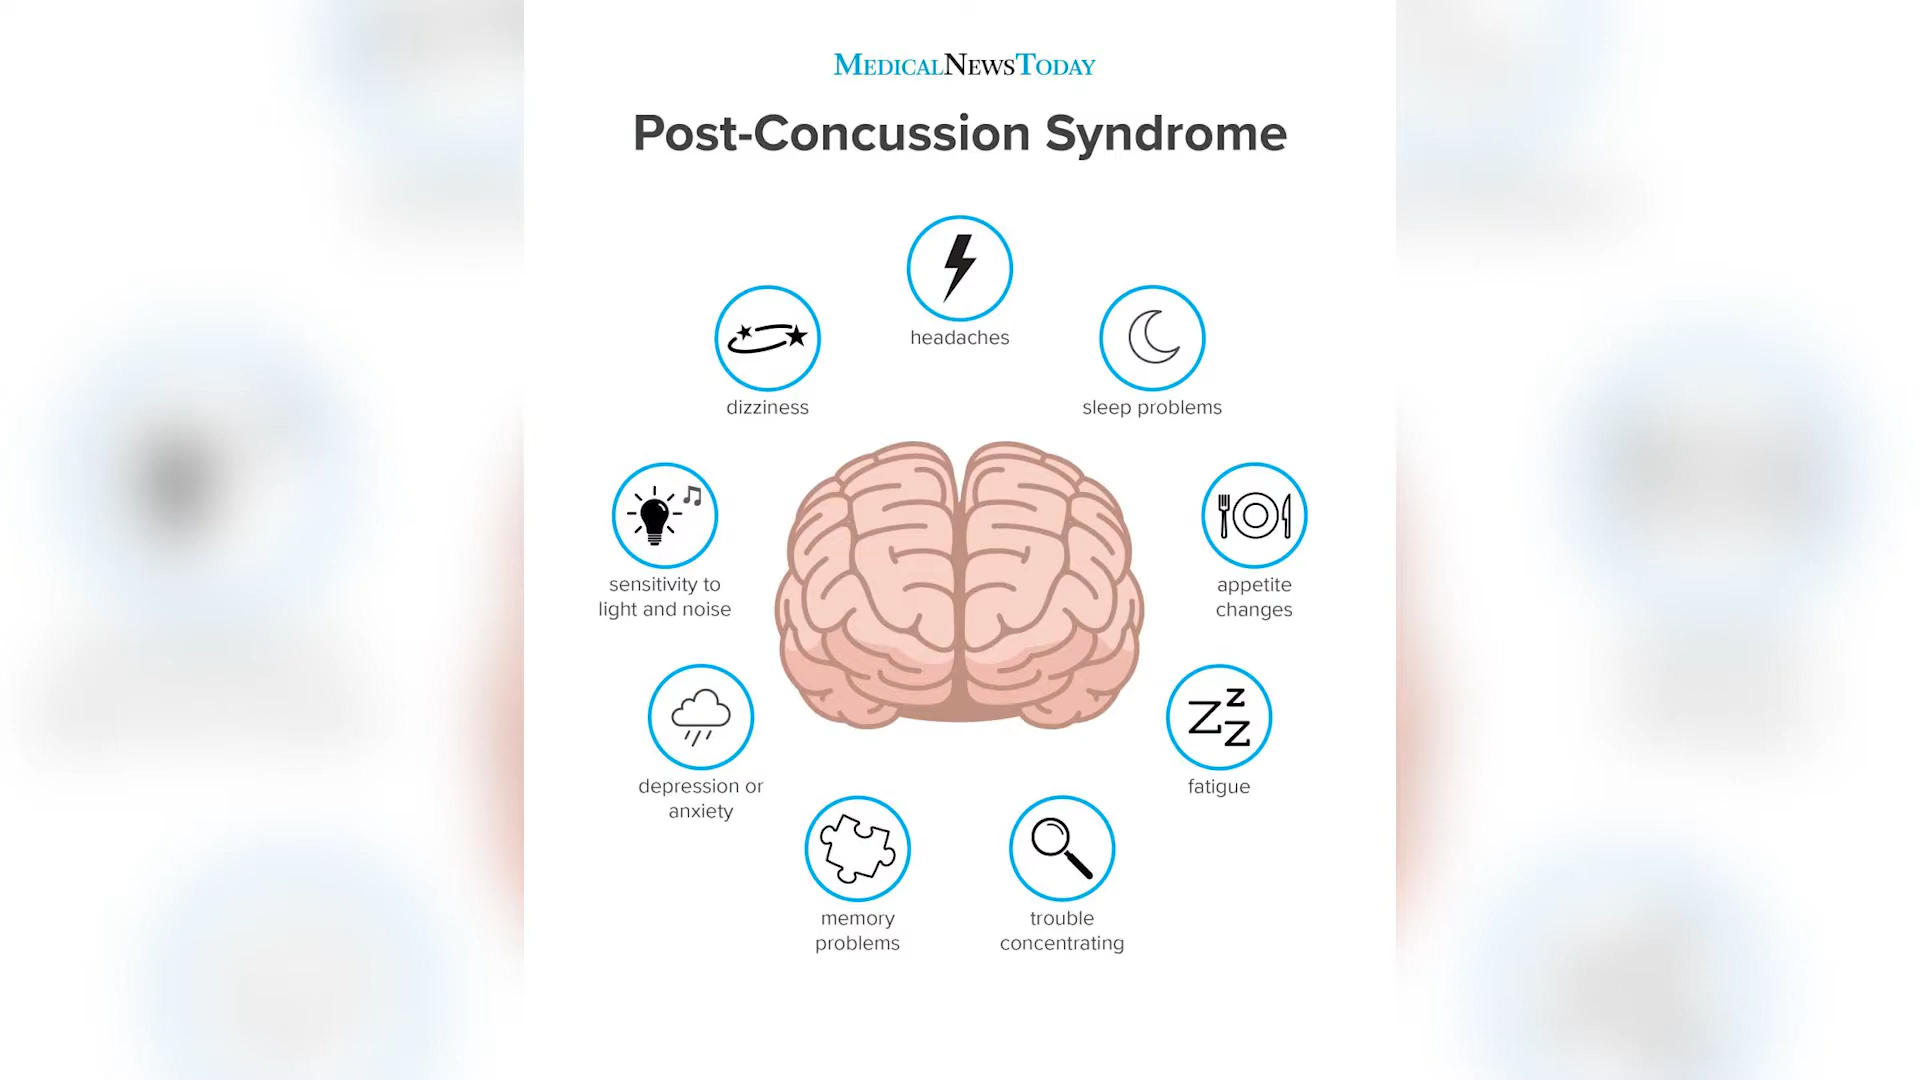 MEDICALNEWSTODAY
Post-Concussion Syndrome
headaches
dizziness
sleep problems
sensitivity to
light and noise
appetite
changes
depression or
anxiety
Zzz
fatigue
memory
problems
trouble
concentrating